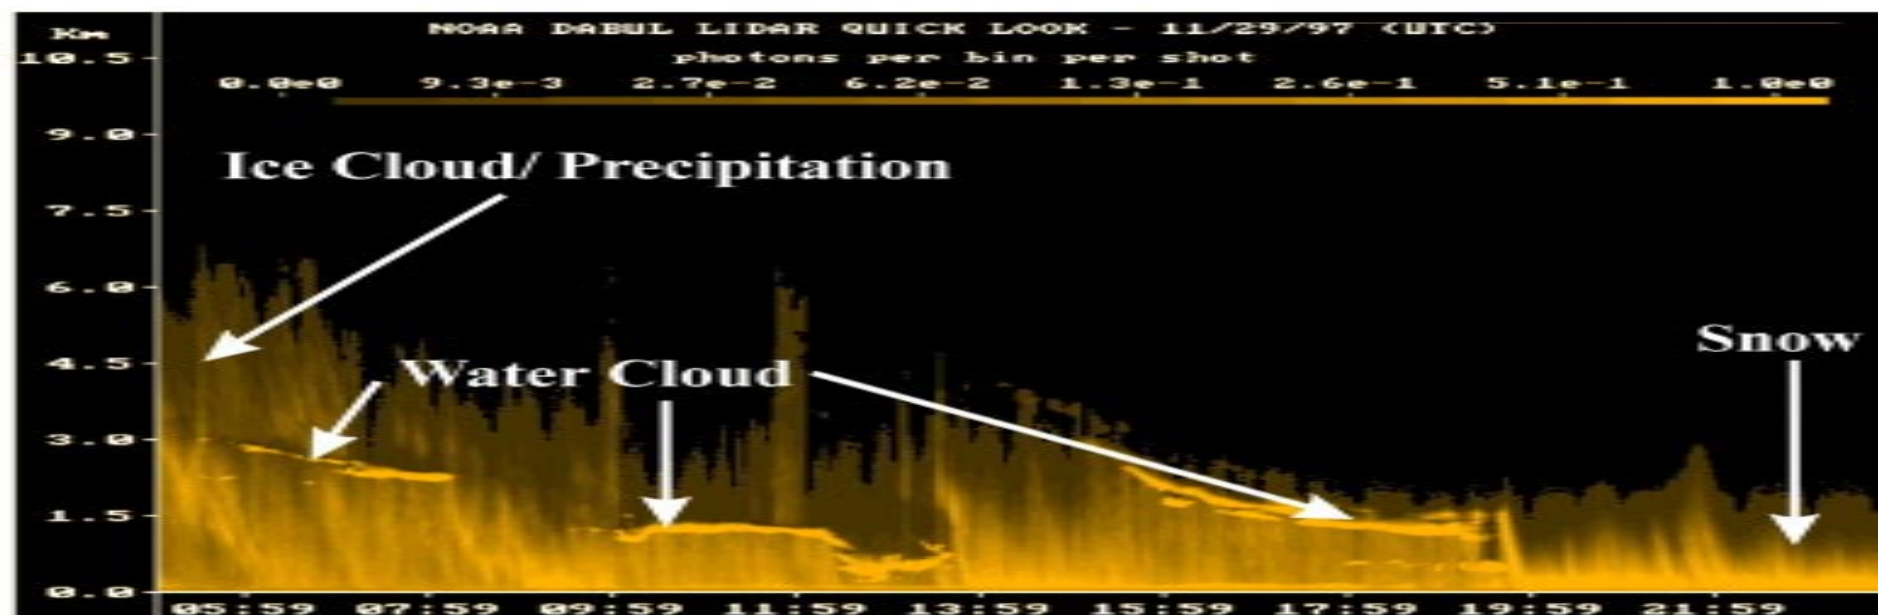 NOAA DABUL LIDAR QUICK LOOK - 11/29/97 (UTC)
Km
photons per bin per shot
10.5
0.0e0 9.3e-3 2.7e-2 6.2e-2 1.3e-1 2.6e-1 5.1e-1 1.0e0
9.0
Ice Cloud/ Precipitation
7.5
6.0
Snow
4.5
Water Cloud
3.0
1.5
0.0
05:59 07:59 09:59 11:59 13:59 15:59 17:59 19:59 21:59